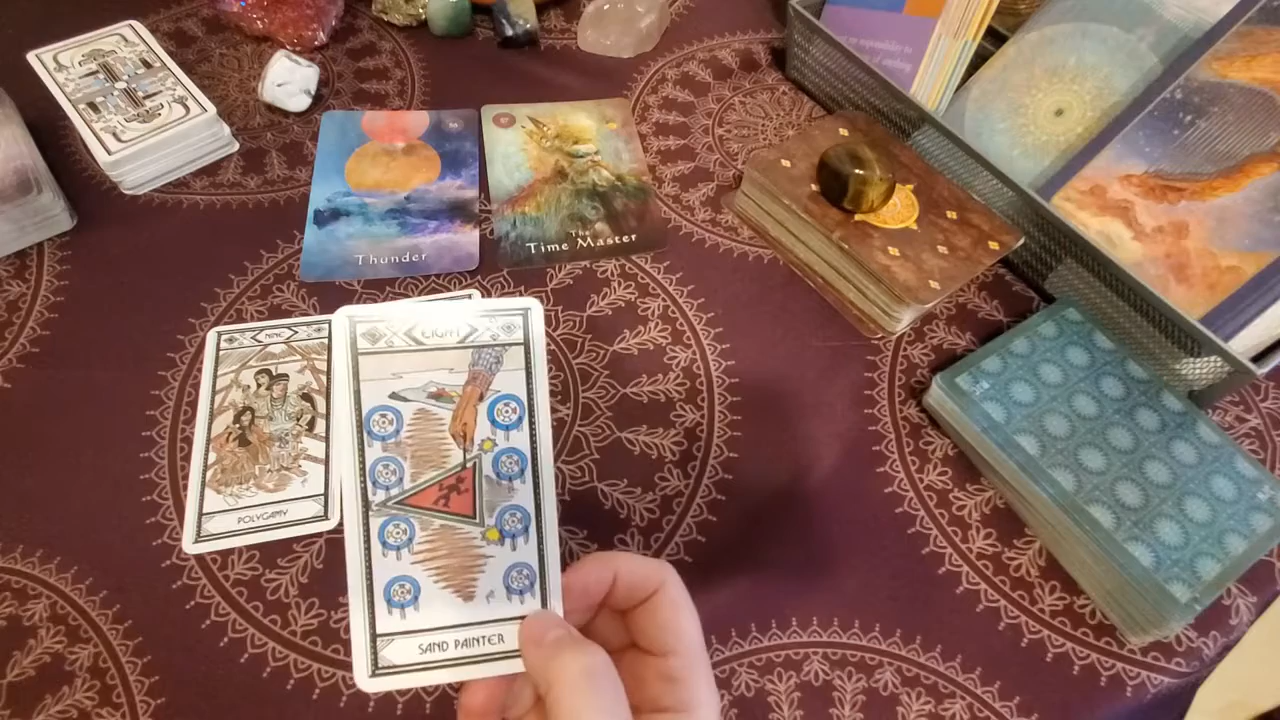 Thunder
The
Time Master
NINE
POLYGAMY
EIGHT
SAND PAINTER